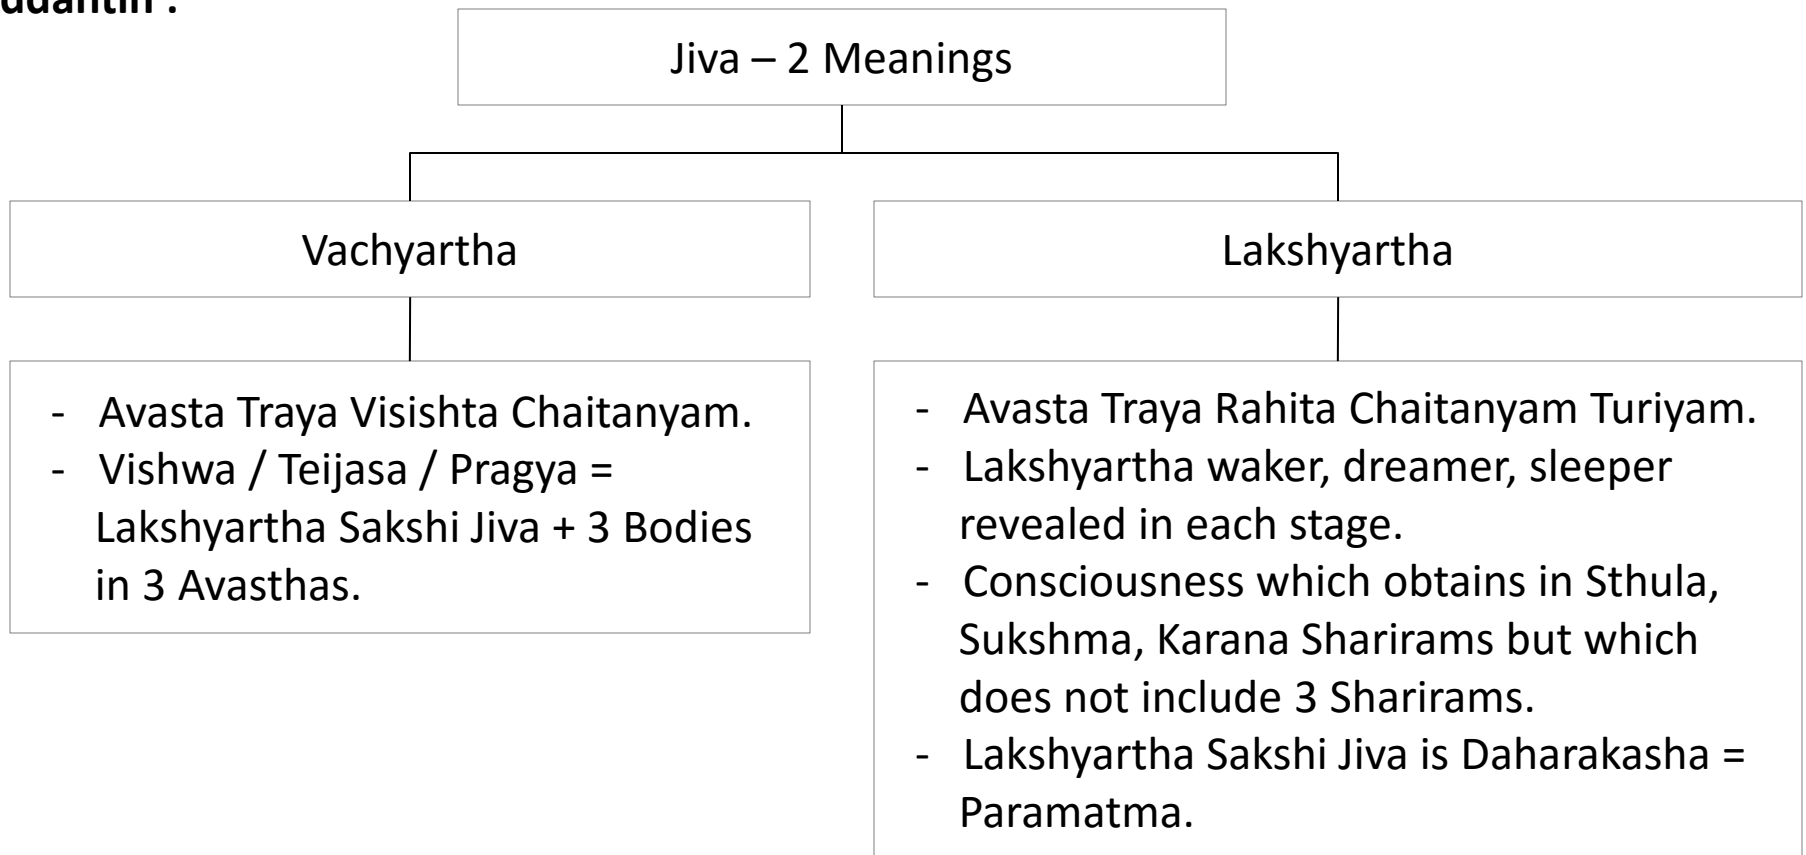 ddantin :
Jiva – 2 Meanings
Vachyartha
Lakshyartha
- Avasta Traya Visishta Chaitanyam.
- Vishwa / Teijasa / Pragya =
Lakshyartha Sakshi Jiva + 3 Bodies
in 3 Avasthas.
- Avasta Traya Rahita Chaitanyam Turiyam.
- Lakshyartha waker, dreamer, sleeper
revealed in each stage.
- Consciousness which obtains in Sthula,
Sukshma, Karana Sharirams but which
does not include 3 Sharirams.
- Lakshyartha Sakshi Jiva is Daharakasha =
Paramatma.